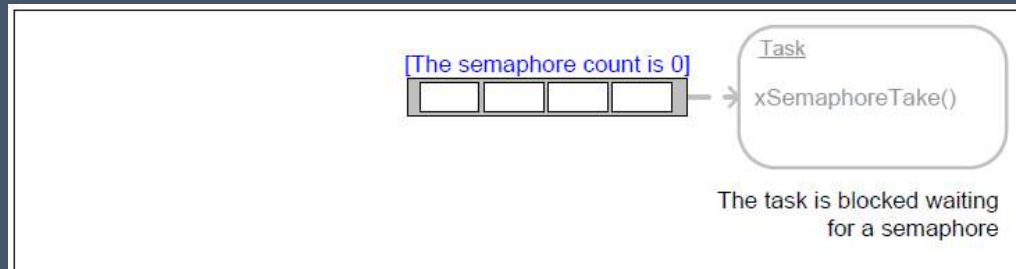 [The semaphore count is 0]
Task
xSemaphoreTake()
The task is blocked waiting
for a semaphore